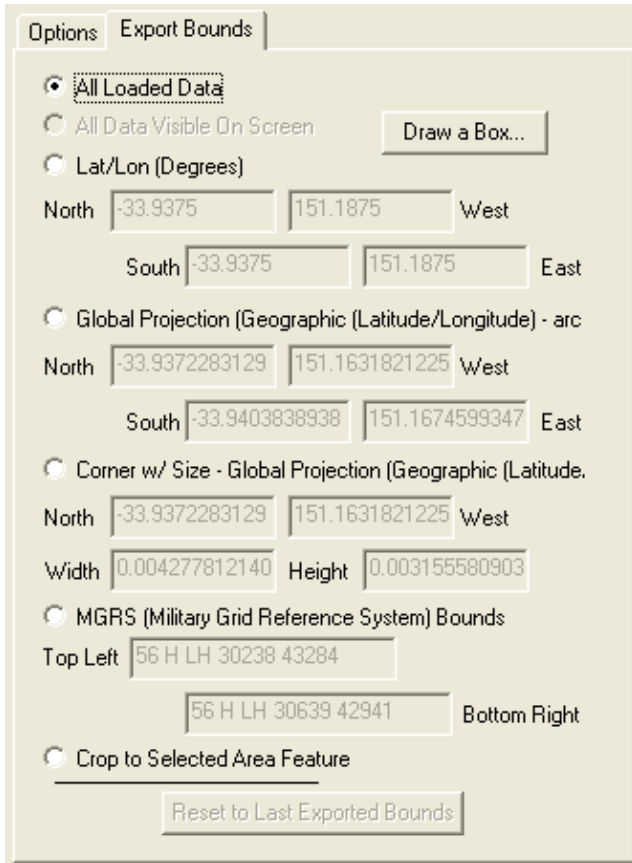 Options Export Bounds
All Loaded Data
All Data Visible On Screen Draw a Box...
Lat/Lon (Degrees)
North -33.9375 151.1875 West
South -33.9375 151.1875 East
Global Projection (Geographic (Latitude/Longitude) - arc
North -33.9372283129 151.1631821225 West
South -33.9403838938 151.1674599347 East
Corner w/ Size - Global Projection (Geographic (Latitude.
North -33.9372283129 151.1631821225 West
Width 0.004277812140 Height 0.003155580903
MGRS (Military Grid Reference System) Bounds
Top Left 56 H LH 30238 43284
56 H LH 30639 42941 Bottom Right
Crop to Selected Area Feature
Reset to Last Exported Bounds